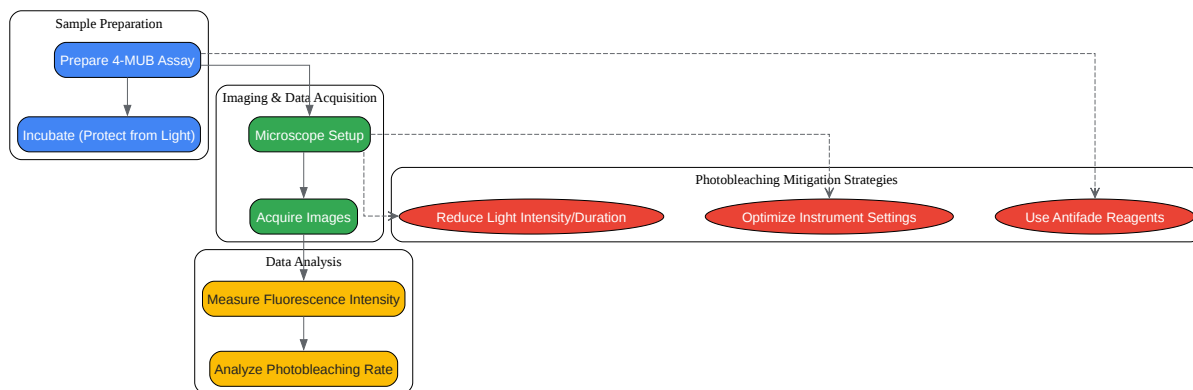 Sample Preparation
Prepare 4-MUB Assay
Incubate (Protect from Light)
Imaging & Data Acquisition
Microscope Setup
Acquire Images
Photobleaching Mitigation Strategies
Reduce Light Intensity/Duration
Optimize Instrument Settings
Use Antifade Reagents
Data Analysis
Measure Fluorescence Intensity
Analyze Photobleaching Rate